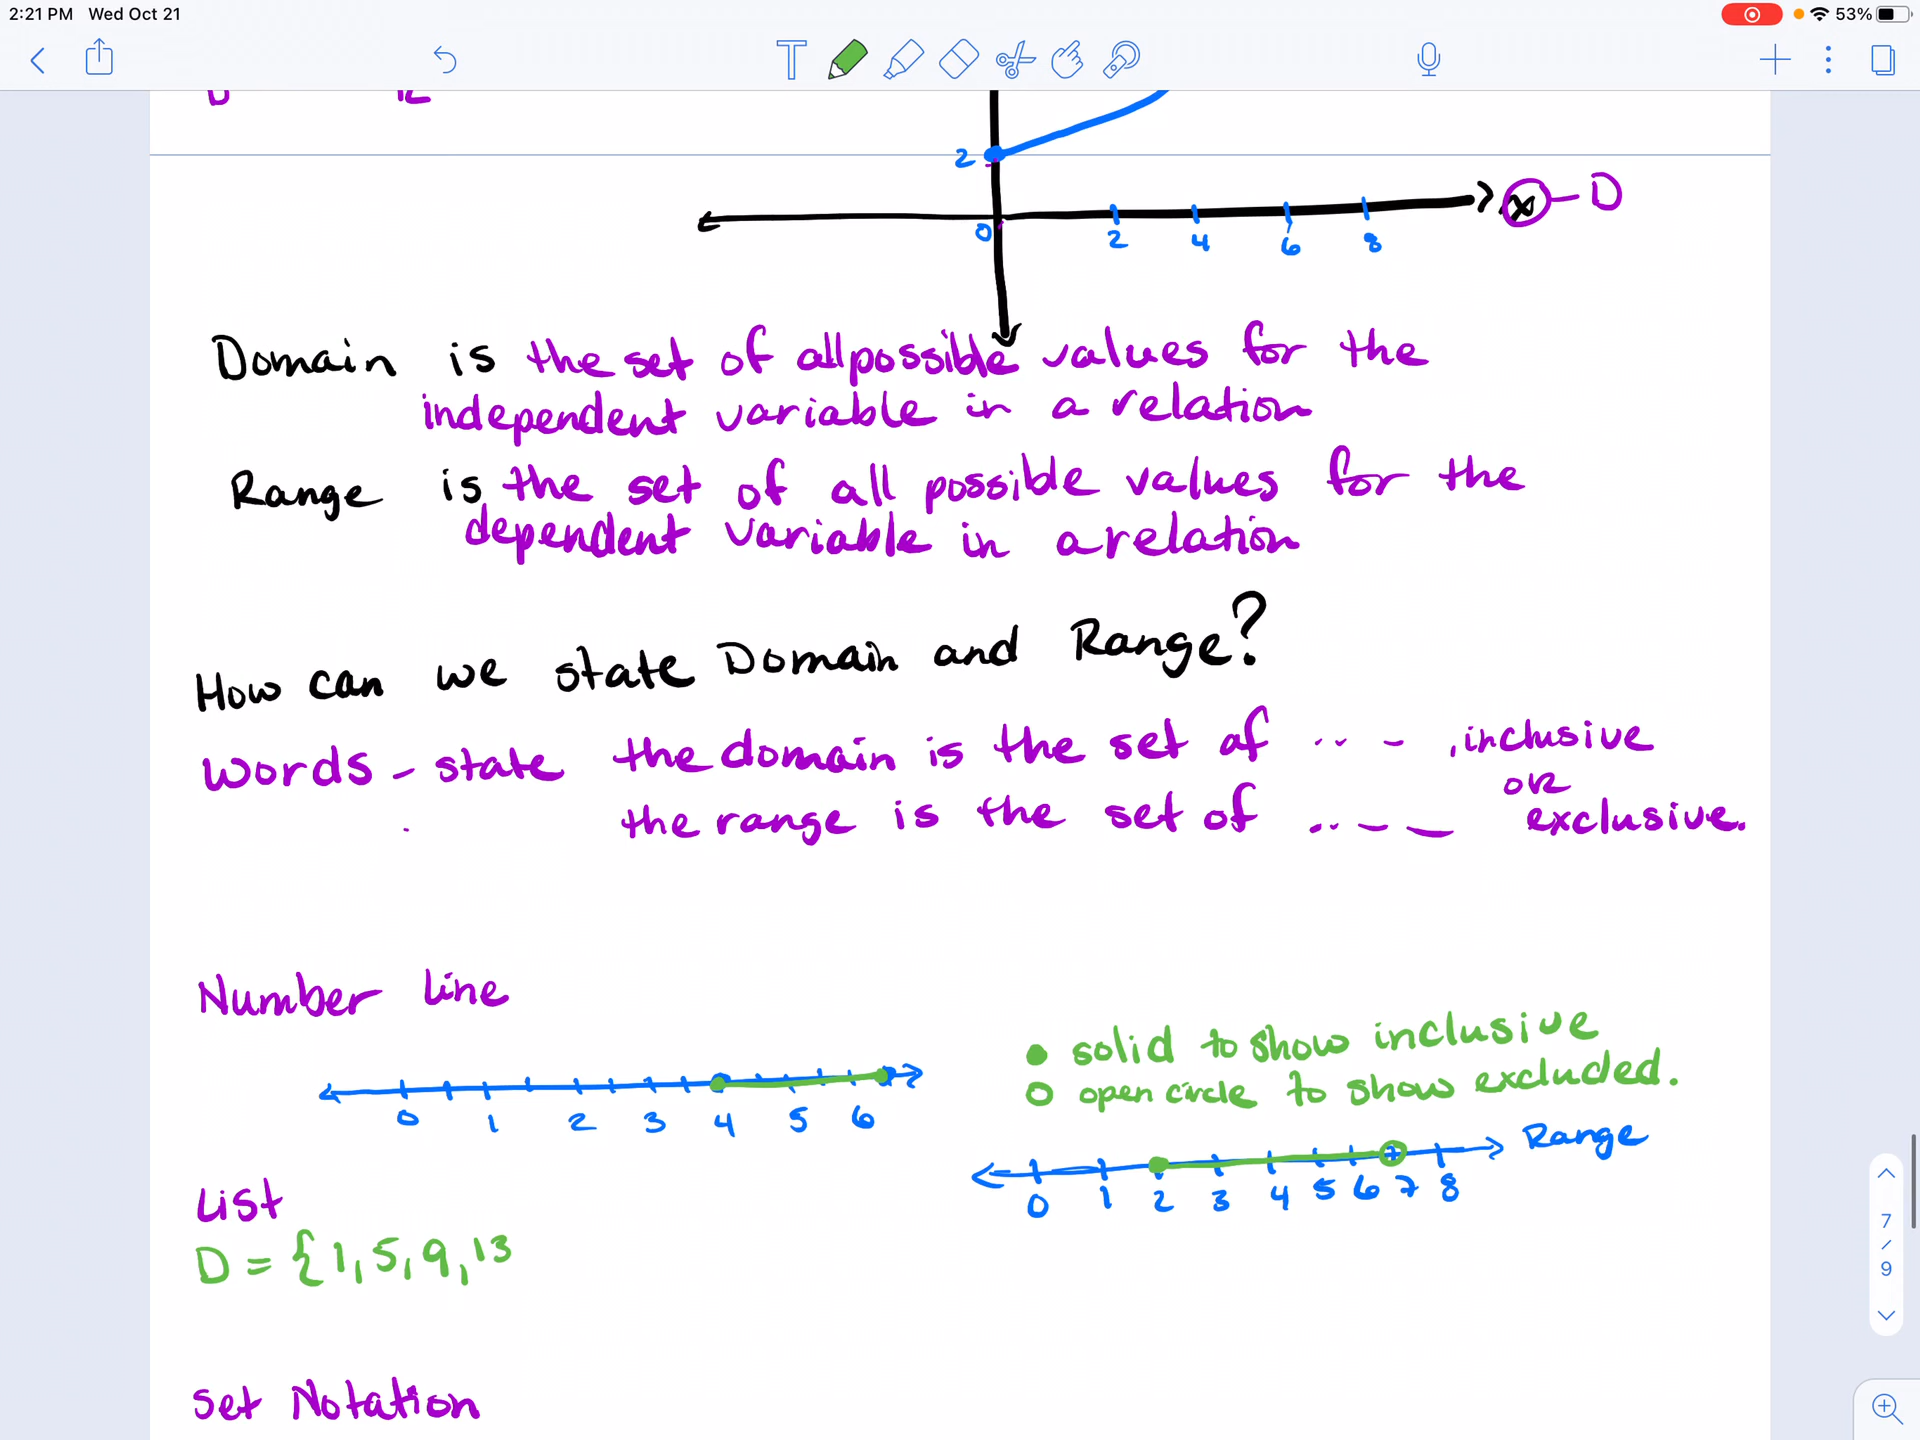 2:21 PM Wed Oct 21
53%
T
2
x - D
0 2 4 6 8
Domain is the set of all possible values for the
independent variable in a relation
Range is the set of all possible values for the
dependent variable in a relation
How can we state Domain and Range?
Words - state the domain is the set of .. - , inclusive
or
the range is the set of .. - - exclusive.
Number line
• solid to show inclusive
o open circle to show excluded.
0 1 2 3 4 5 6
Range
0 1 2 3 4 5 6 7 8
List
D = {1, 5, 9, 13
7
/
9
Set Notation